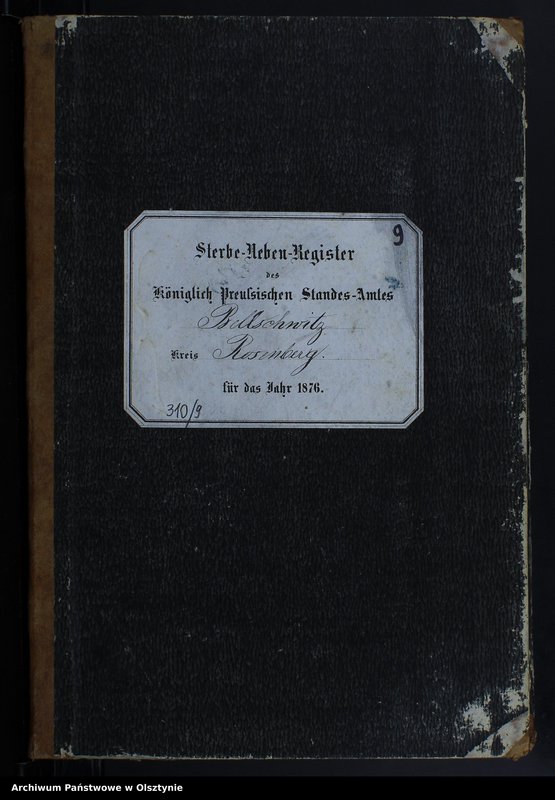 9
Sterbe-Neben-Register
des
Königlich Preußischen Standes-Amtes
Bellschwitz
Kreis Rosenberg.
für das Jahr 1876.
310/9
Archiwum Państwowe w Olsztynie